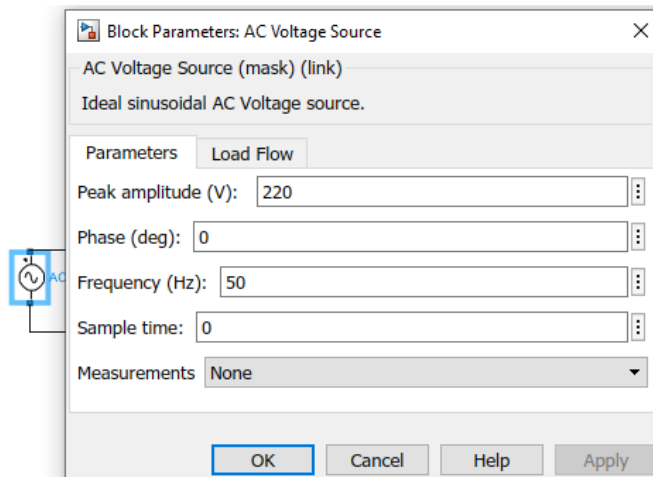 Block Parameters: AC Voltage Source
AC Voltage Source (mask) (link)
Ideal sinusoidal AC Voltage source.
Parameters Load Flow
Peak amplitude (V): 220
Phase (deg): 0
AC
Frequency (Hz): 50
Sample time: 0
Measurements None
OK Cancel Help Apply